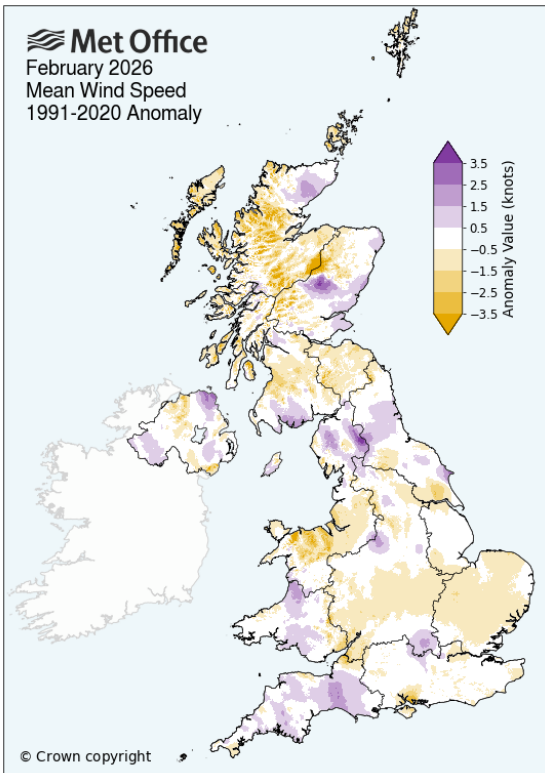 Met Office
February 2026
Mean Wind Speed
1991-2020 Anomaly
3.5
2.5
1.5
0.5
−0.5
−1.5
−2.5
−3.5
Anomaly Value (knots)
© Crown copyright